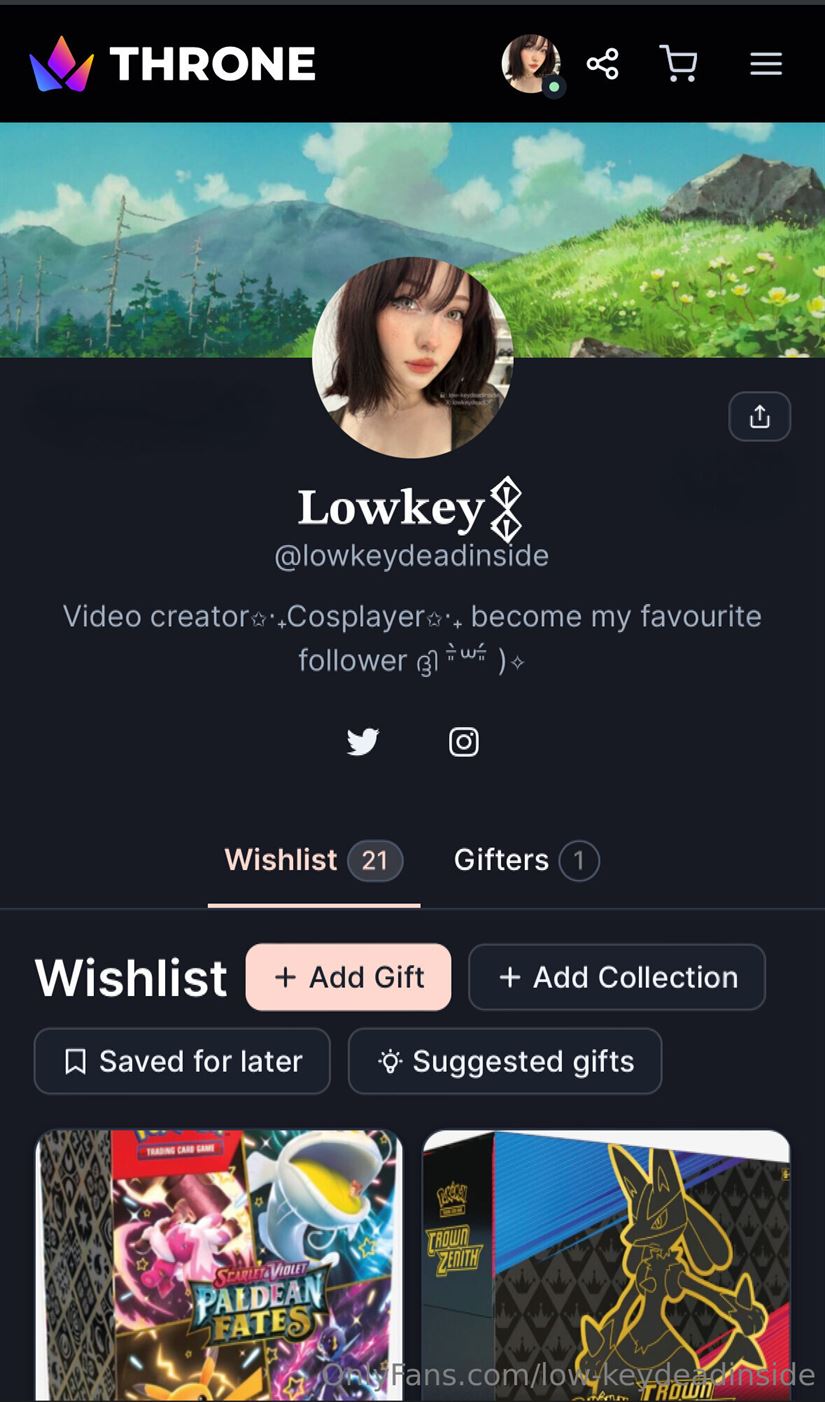 THRONE
Lowkey
@lowkeydeadinside
Video creator✩‧₊Cosplayer✩‧₊ become my favourite
follower
Wishlist 21
Gifters 1
Wishlist
+ Add Gift
+ Add Collection
Saved for later
Suggested gifts
TRADING CARD GAME
SCARLET & VIOLET
PALDEAN
FATES
POKÉMON
CROWN
ZENITH
POKÉMON
CROWN
OnlyFans.com/low-keydeadinside